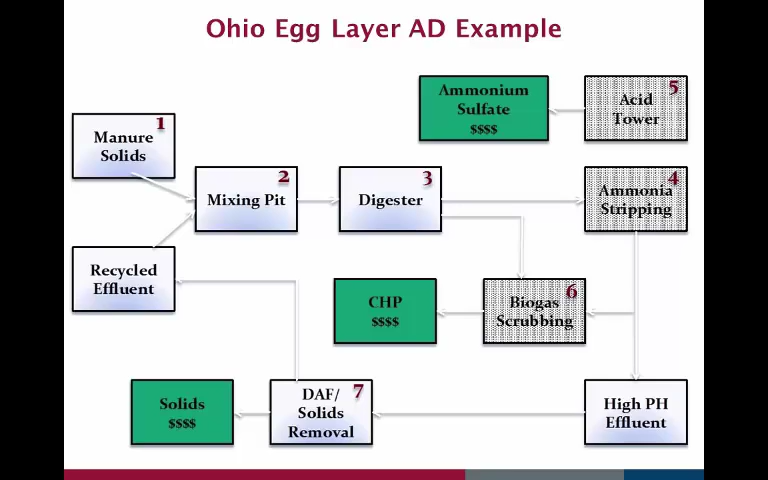 Ohio Egg Layer AD Example
5
Ammonium
Sulfate
$$$$
Acid
Tower
1
Manure
Solids
2
Mixing Pit
3
Digester
4
Ammonia
Stripping
Recycled
Effluent
CHP
$$$$
6
Biogas
Scrubbing
Solids
$$$$
7
DAF/
Solids
Removal
High PH
Effluent